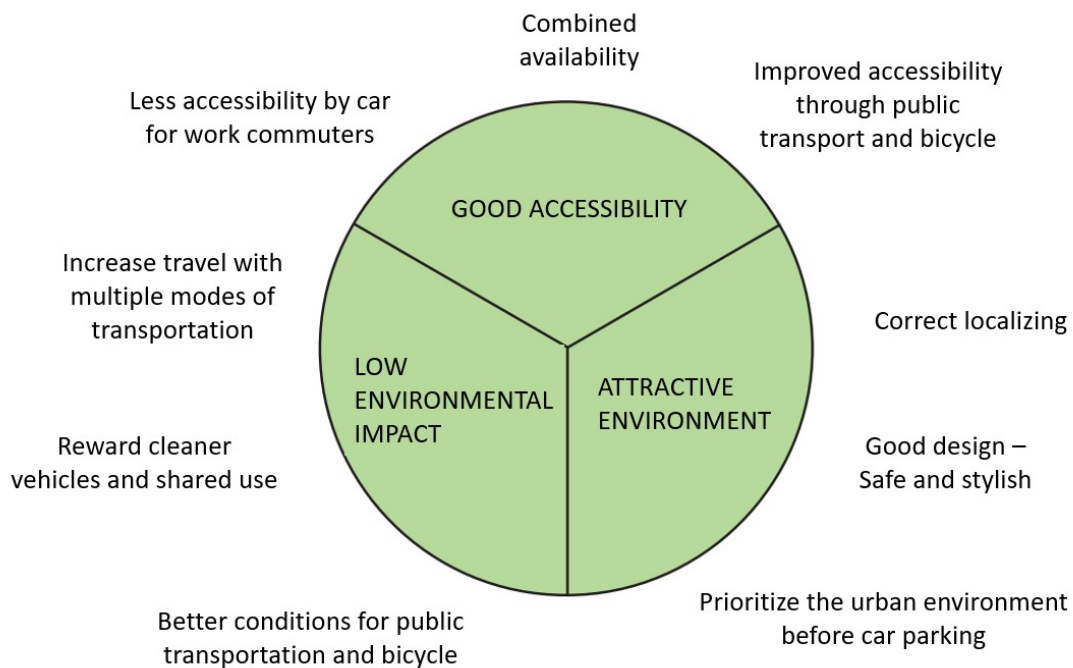 Combined
availability
Improved accessibility
through public
transport and bicycle
Less accessibility by car
for work commuters
GOOD ACCESSIBILITY
Increase travel with
multiple modes of
transportation
Correct localizing
LOW
ENVIRONMENTAL
IMPACT
ATTRACTIVE
ENVIRONMENT
Reward cleaner
vehicles and shared use
Good design –
Safe and stylish
Better conditions for public
transportation and bicycle
Prioritize the urban environment
before car parking